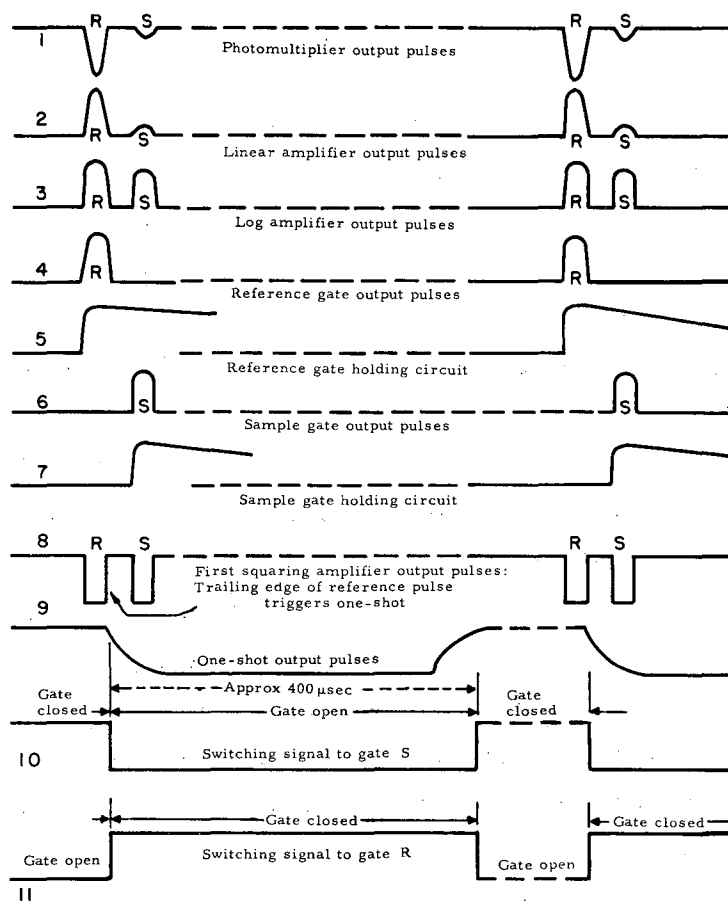 R S R S
1
Photomultiplier output pulses
2
R S R S
Linear amplifier output pulses
3
R S R S
Log amplifier output pulses
4
R R
Reference gate output pulses
5
Reference gate holding circuit
6
S S
Sample gate output pulses
7
Sample gate holding circuit
8 R S R S
First squaring amplifier output pulses:
Trailing edge of reference pulse
triggers one-shot
9
One-shot output pulses
Approx 400 μsec
Gate closed
Gate open
Gate closed
10
Switching signal to gate S
Gate closed
Gate closed
Gate open
Switching signal to gate R
Gate open
11